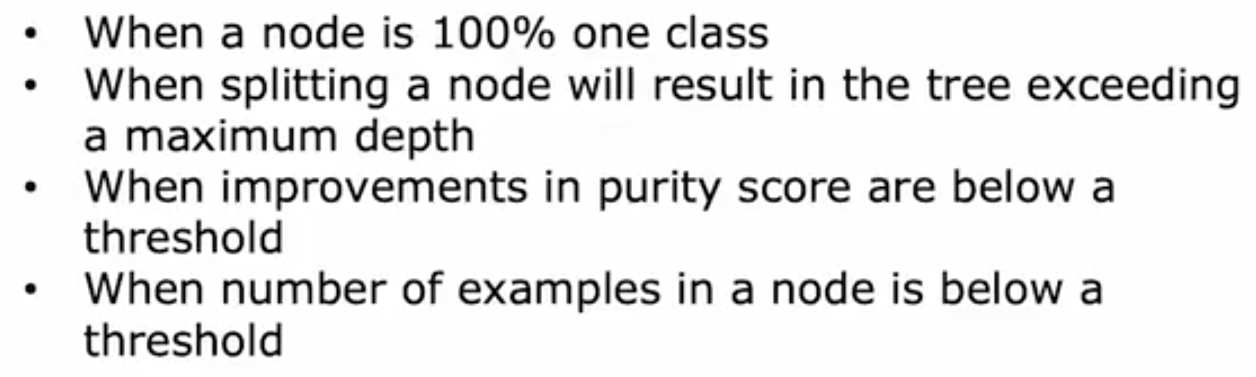 • When a node is 100% one class
• When splitting a node will result in the tree exceeding
a maximum depth
• When improvements in purity score are below a
threshold
• When number of examples in a node is below a
threshold